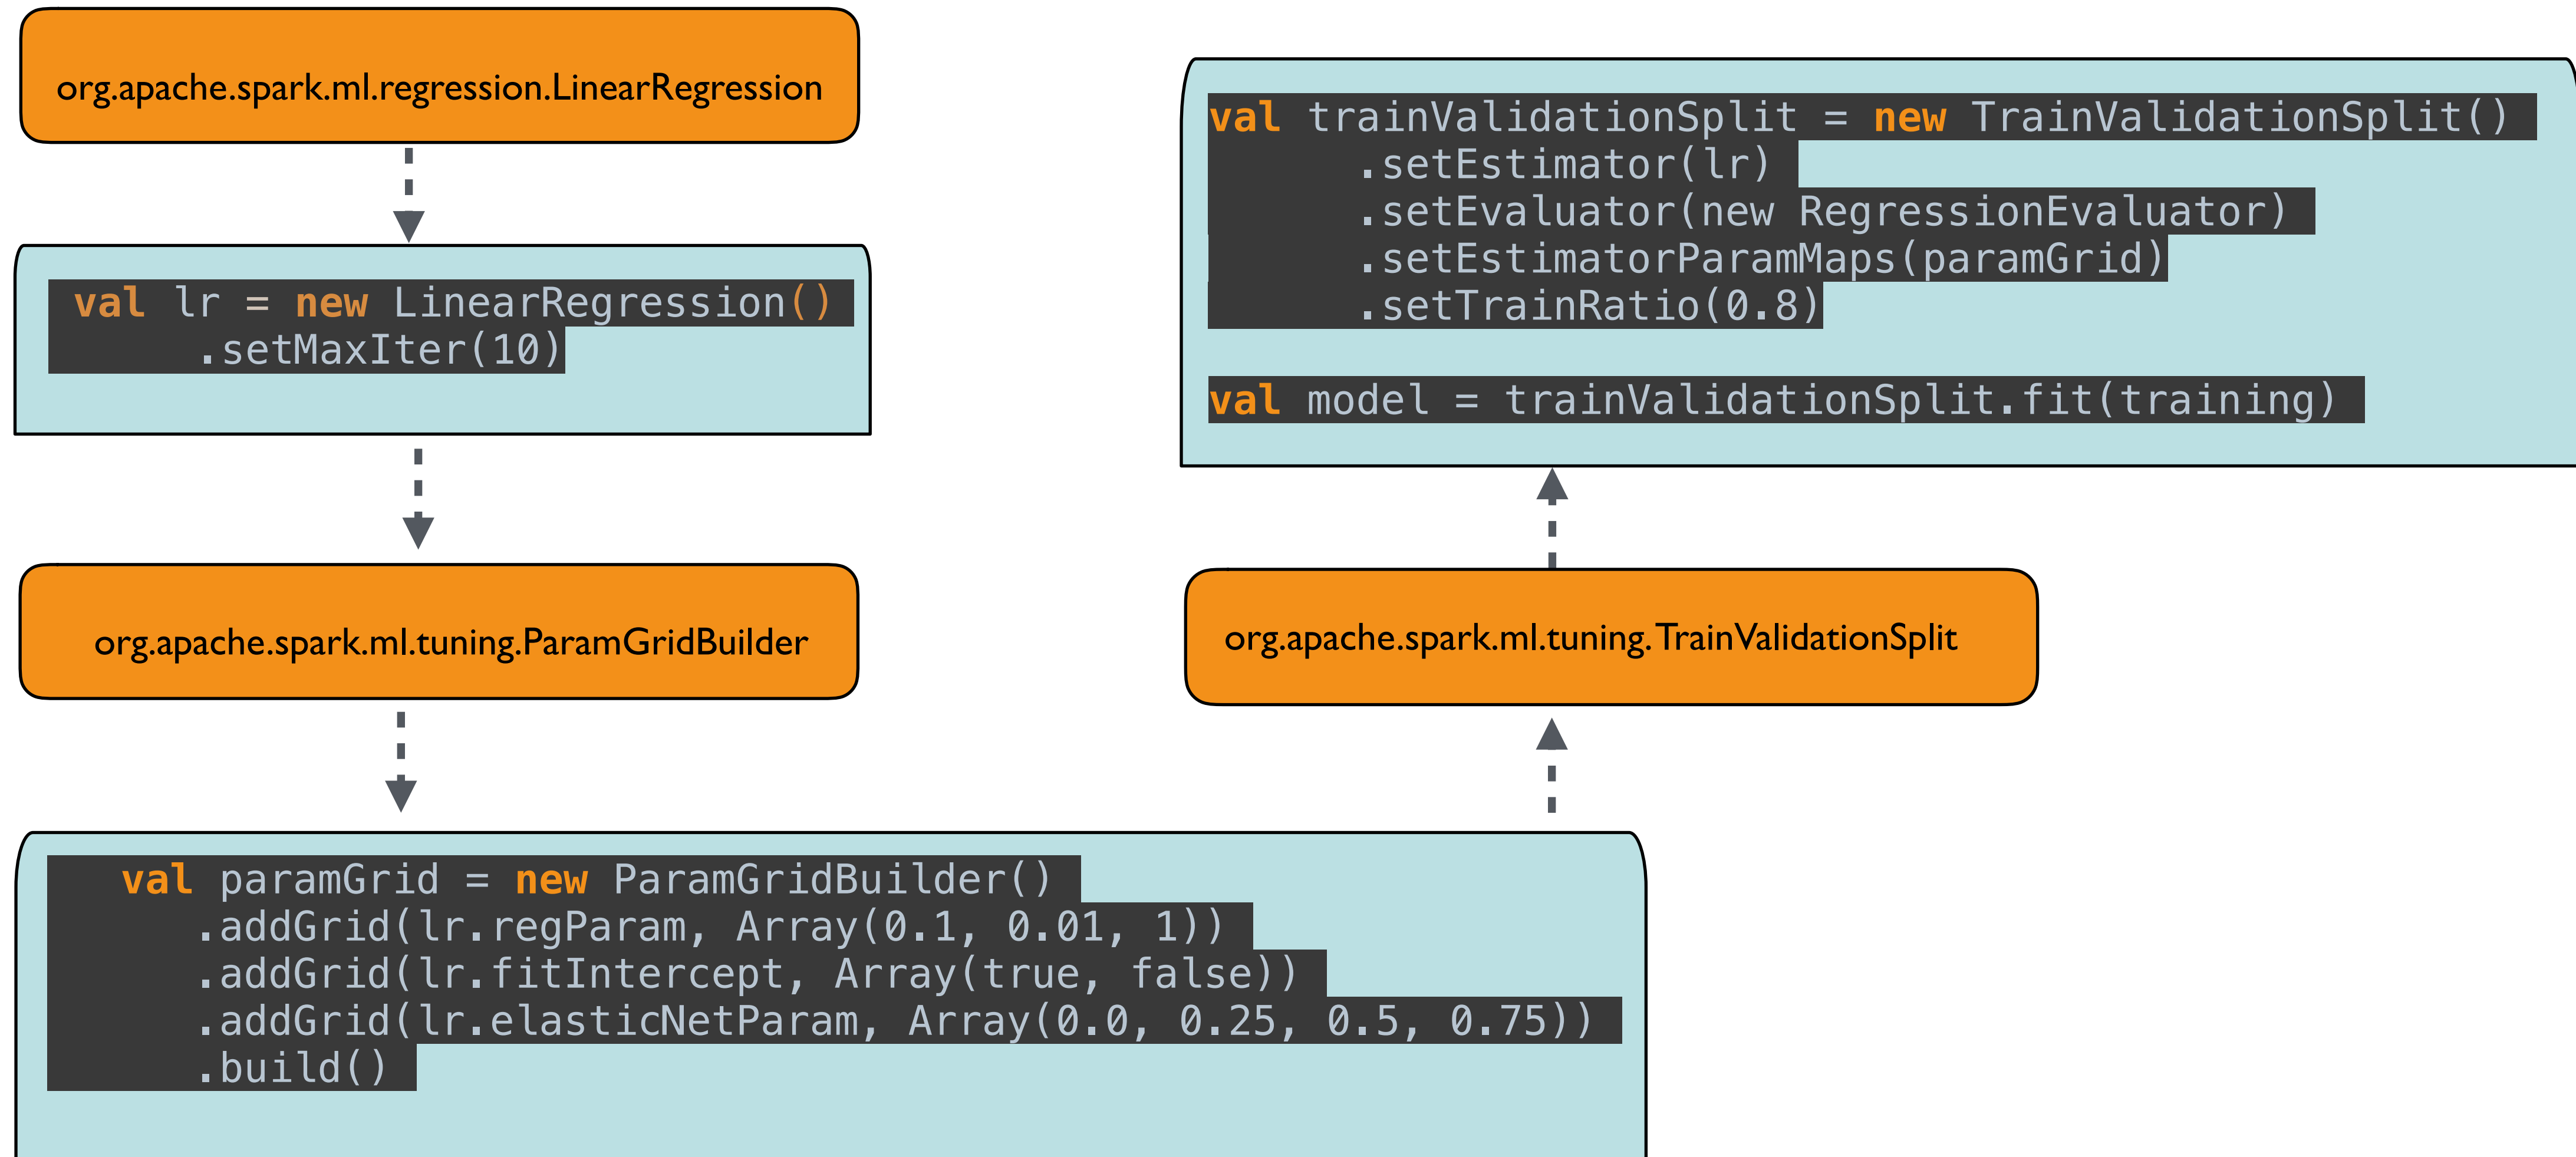 org.apache.spark.ml.regression.LinearRegression
val lr = new LinearRegression()
.setMaxIter(10)
org.apache.spark.ml.tuning.ParamGridBuilder
val paramGrid = new ParamGridBuilder()
.addGrid(lr.regParam, Array(0.1, 0.01, 1))
.addGrid(lr.fitIntercept, Array(true, false))
.addGrid(lr.elasticNetParam, Array(0.0, 0.25, 0.5, 0.75))
.build()
org.apache.spark.ml.tuning.TrainValidationSplit
val trainValidationSplit = new TrainValidationSplit()
.setEstimator(lr)
.setEvaluator(new RegressionEvaluator)
.setEstimatorParamMaps(paramGrid)
.setTrainRatio(0.8)
val model = trainValidationSplit.fit(training)